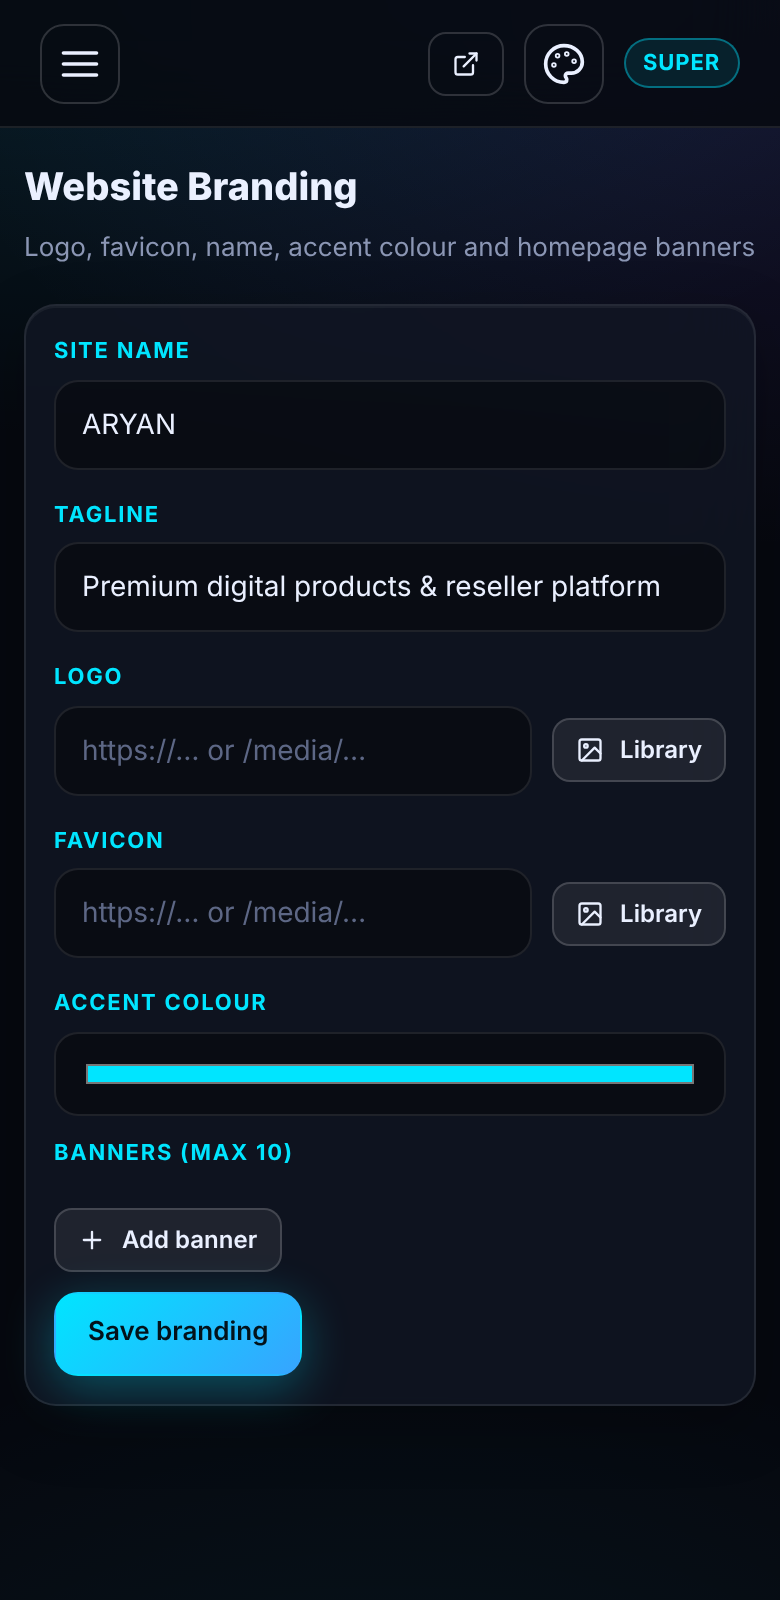 SUPER
Website Branding
Logo, favicon, name, accent colour and homepage banners
SITE NAME
ARYAN
TAGLINE
Premium digital products & reseller platform
LOGO
https://... or /media/...
Library
FAVICON
https://... or /media/...
Library
ACCENT COLOUR
BANNERS (MAX 10)
Add banner
Save branding